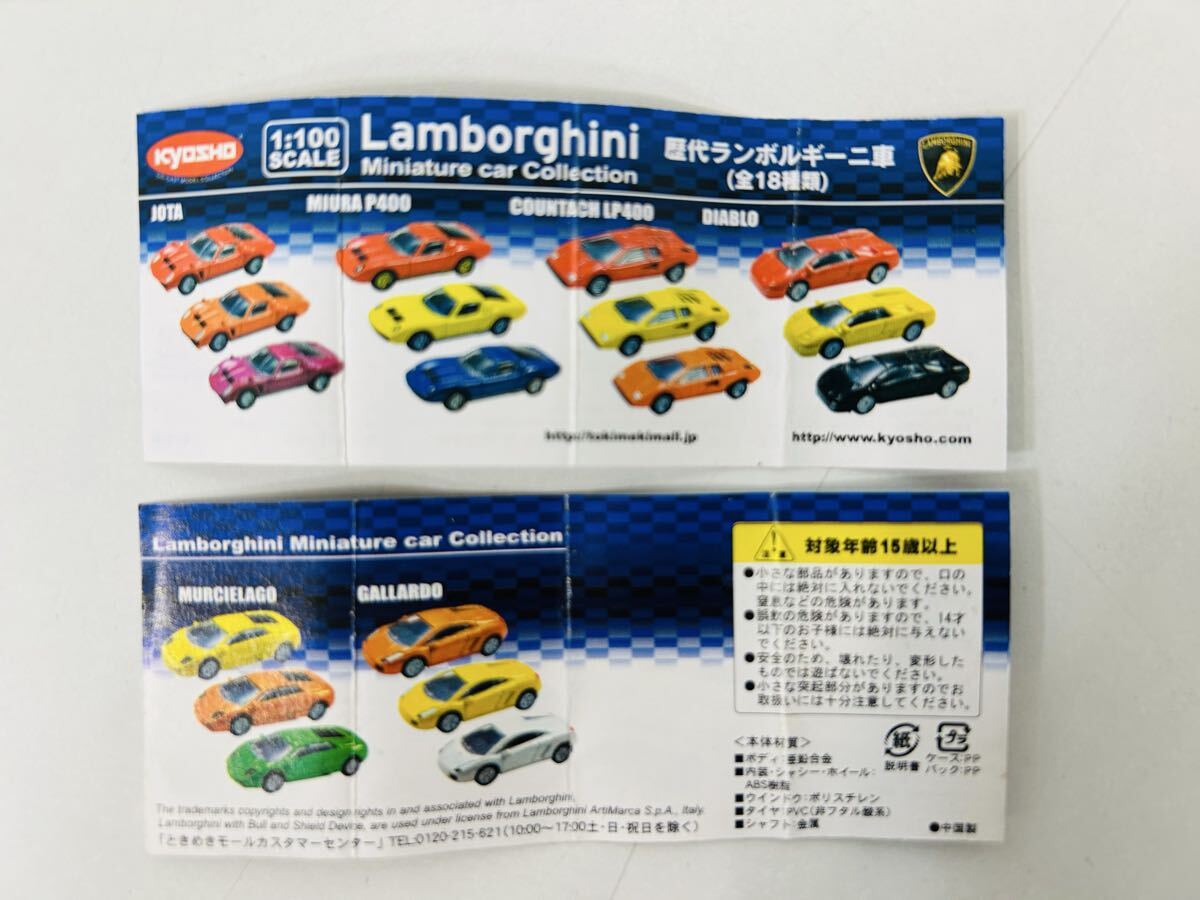 KYOSHO
DIE-CAST MODEL COLLECTION
1:100
SCALE
Lamborghini
Miniature car Collection
歴代ランボルギーニ車
(全18種類)
LAMBORGHINI
JOTA
MIURA P400
COUNTACH LP400
DIABLO
http://tokimekimall.jp
http://www.kyosho.com
Lamborghini Miniature car Collection
MURCIELAGO
GALLARDO
The trademarks copyrights and design rights in and associated with Lamborghini,
Lamborghini with Bull and Shield Device, are used under license from Lamborghini ArtiMarca S.p.A., Italy.
「ときめきモールカスタマーセンター」TEL:0120-215-621(10:00〜17:00土・日・祝日を除く)
注意
対象年齢15歳以上
●小さな部品がありますので、口の
中には絶対に入れないでください。
窒息などの危険があります。
●誤飲の危険がありますので、14才
以下のお子様には絶対に与えない
でください。
●安全のため、壊れたり、変形した
ものでは遊ばないでください。
●小さな突起部分がありますのでお
取扱いには十分注意してください。
＜本体材質＞
■ボディ:亜鉛合金
■内装・シャシー・ホイール:
ABS樹脂
■ウインドウ:ポリスチレン
■タイヤ:PVC(非フタル酸系)
■シャフト:金属
紙
説明書
プラ
ケース:PP
パック:PP
●中国製